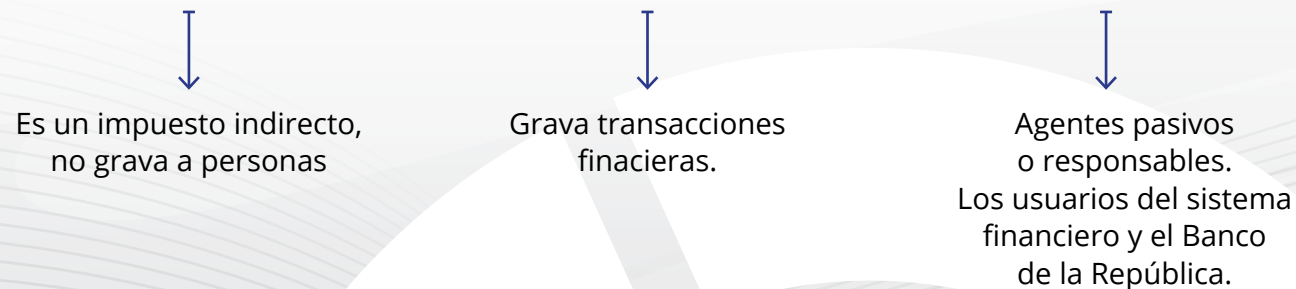 Es un impuesto indirecto,
no grava a personas
Grava transacciones
finacieras.
Agentes pasivos
o responsables.
Los usuarios del sistema
financiero y el Banco
de la República.